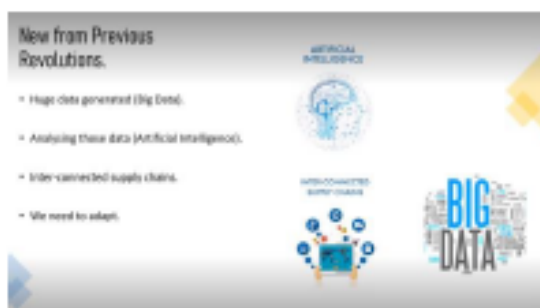 New from Previous
Revolutions.
• Huge data generated (Big Data).
• Analysing those data (Artificial Intelligence).
• Inter-connected supply chains.
• We need to adapt.
ARTIFICIAL
INTELLIGENCE
INTER-CONNECTED
SUPPLY CHAINS
BIG
DATA